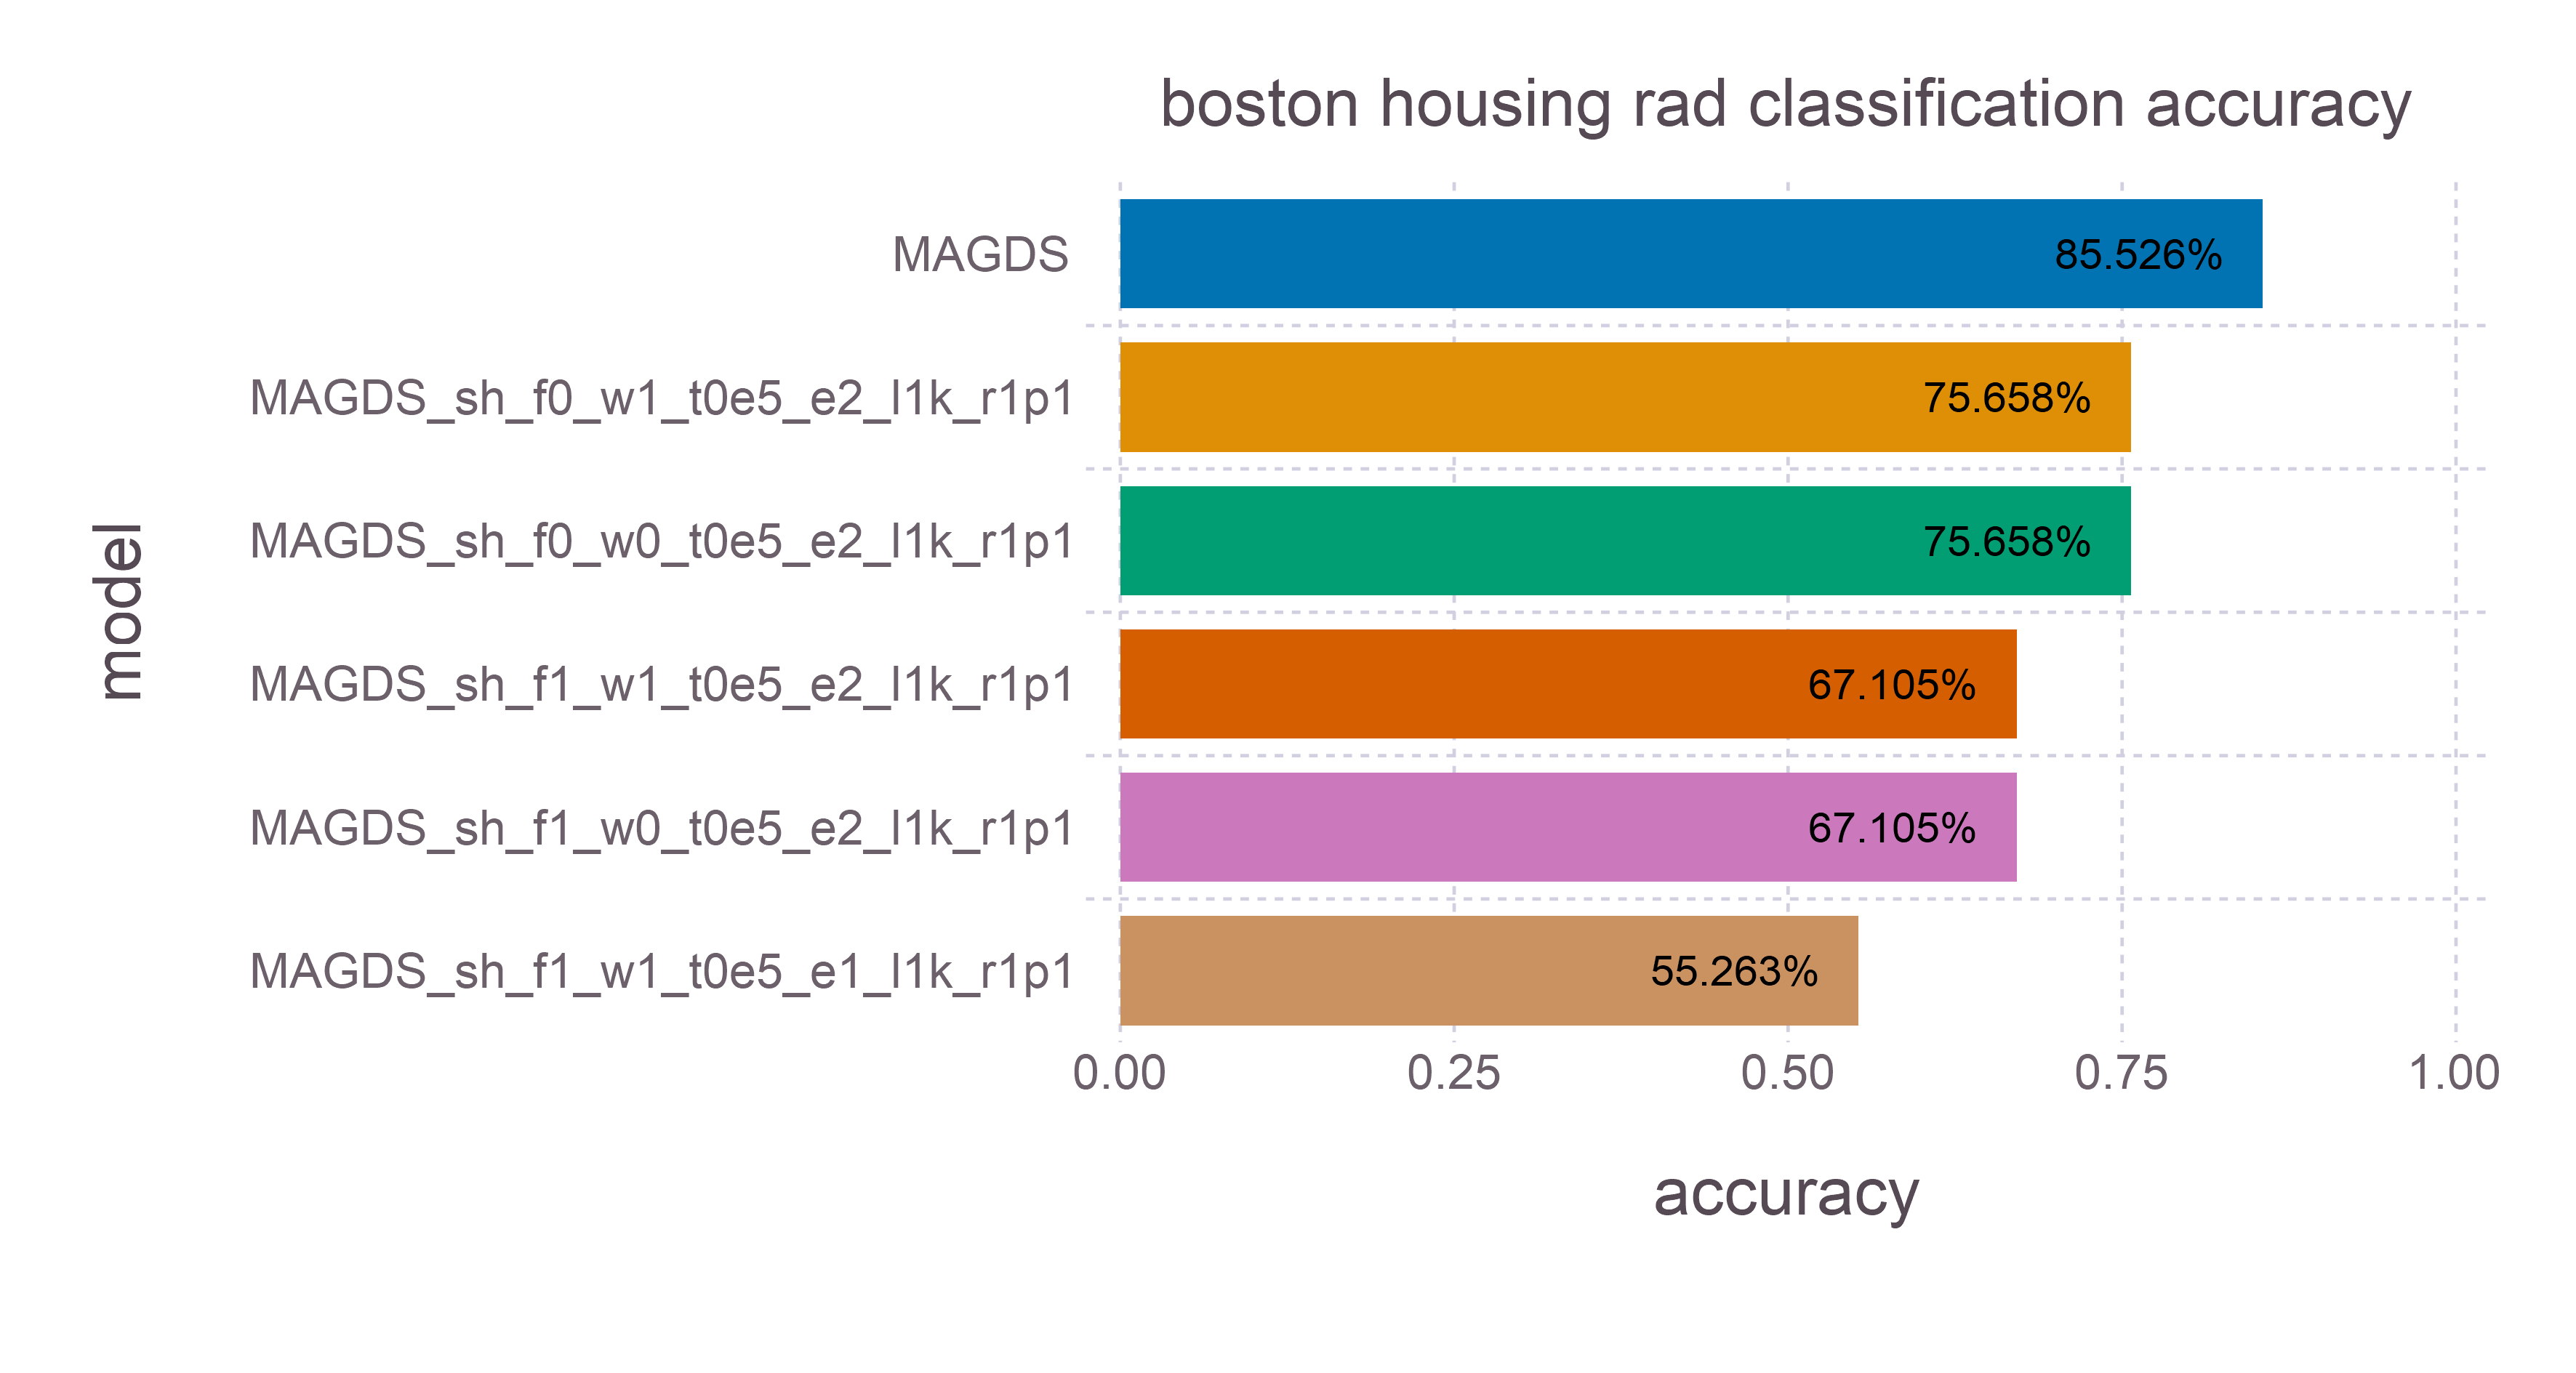 boston housing rad classification accuracy
model
MAGDS
85.526%
MAGDS_sh_f0_w1_t0e5_e2_l1k_r1p1
75.658%
MAGDS_sh_f0_w0_t0e5_e2_l1k_r1p1
75.658%
MAGDS_sh_f1_w1_t0e5_e2_l1k_r1p1
67.105%
MAGDS_sh_f1_w0_t0e5_e2_l1k_r1p1
67.105%
MAGDS_sh_f1_w1_t0e5_e1_l1k_r1p1
55.263%
0.00 0.25 0.50 0.75 1.00
accuracy